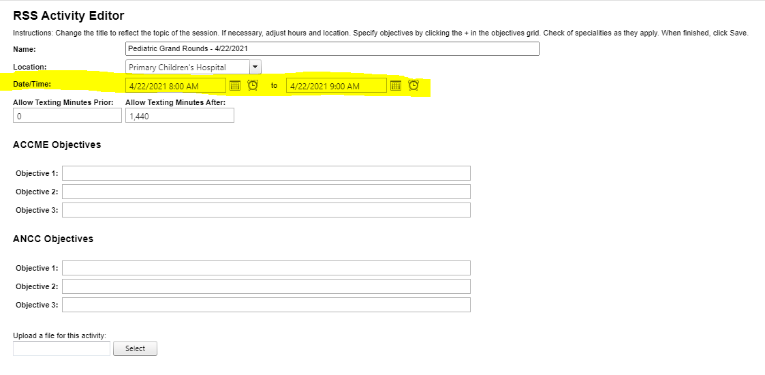 RSS Activity Editor
Instructions: Change the title to reflect the topic of the session. If necessary, adjust hours and location. Specify objectives by clicking the + in the objectives grid. Check of specialities as they apply. When finished, click Save.
Name: Pediatric Grand Rounds - 4/22/2021
Location: Primary Children's Hospital
Date/Time: 4/22/2021 8:00 AM to 4/22/2021 9:00 AM
Allow Texting Minutes Prior: Allow Texting Minutes After:
0 1,440
ACCME Objectives
Objective 1:
Objective 2:
Objective 3:
ANCC Objectives
Objective 1:
Objective 2:
Objective 3:
Upload a file for this activity:
Select